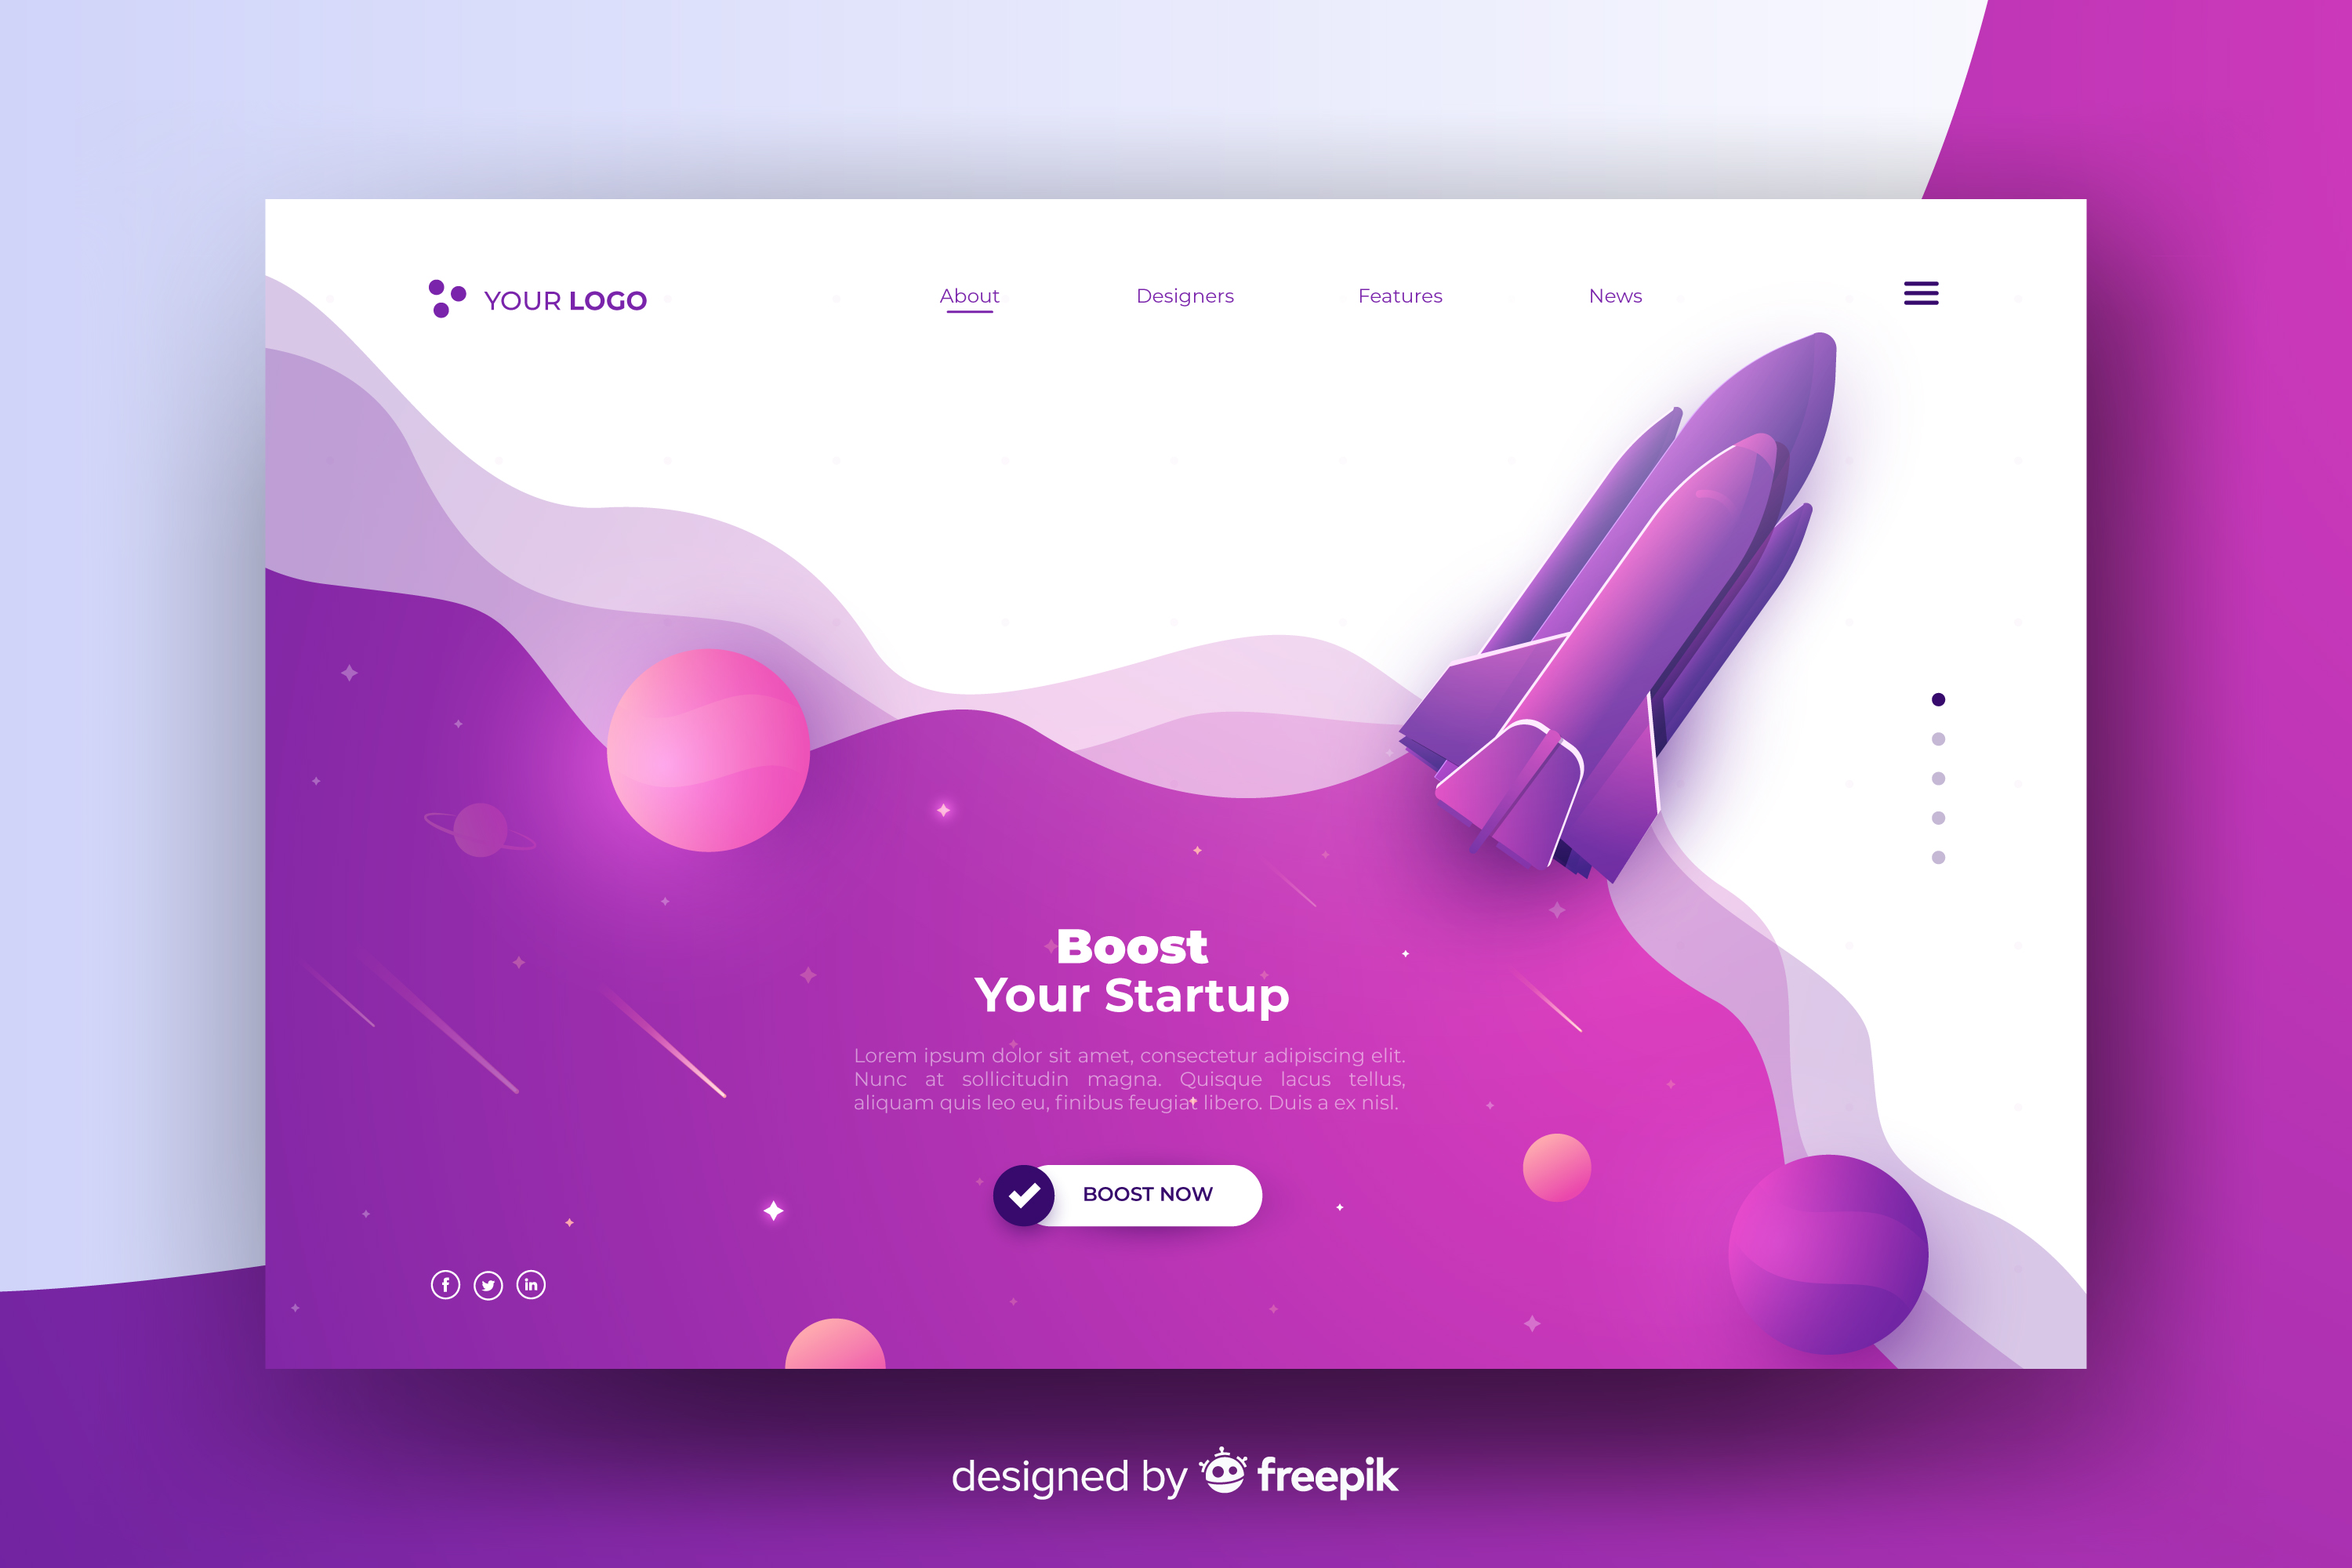 YOUR LOGO
About
Designers
Features
News
Boost
Your Startup
Lorem ipsum dolor sit amet, consectetur adipiscing elit.
Nunc at sollicitudin magna. Quisque lacus tellus,
aliquam quis leo eu, finibus feugiat libero. Duis a ex nisl.
BOOST NOW
f
in
designed by freepik